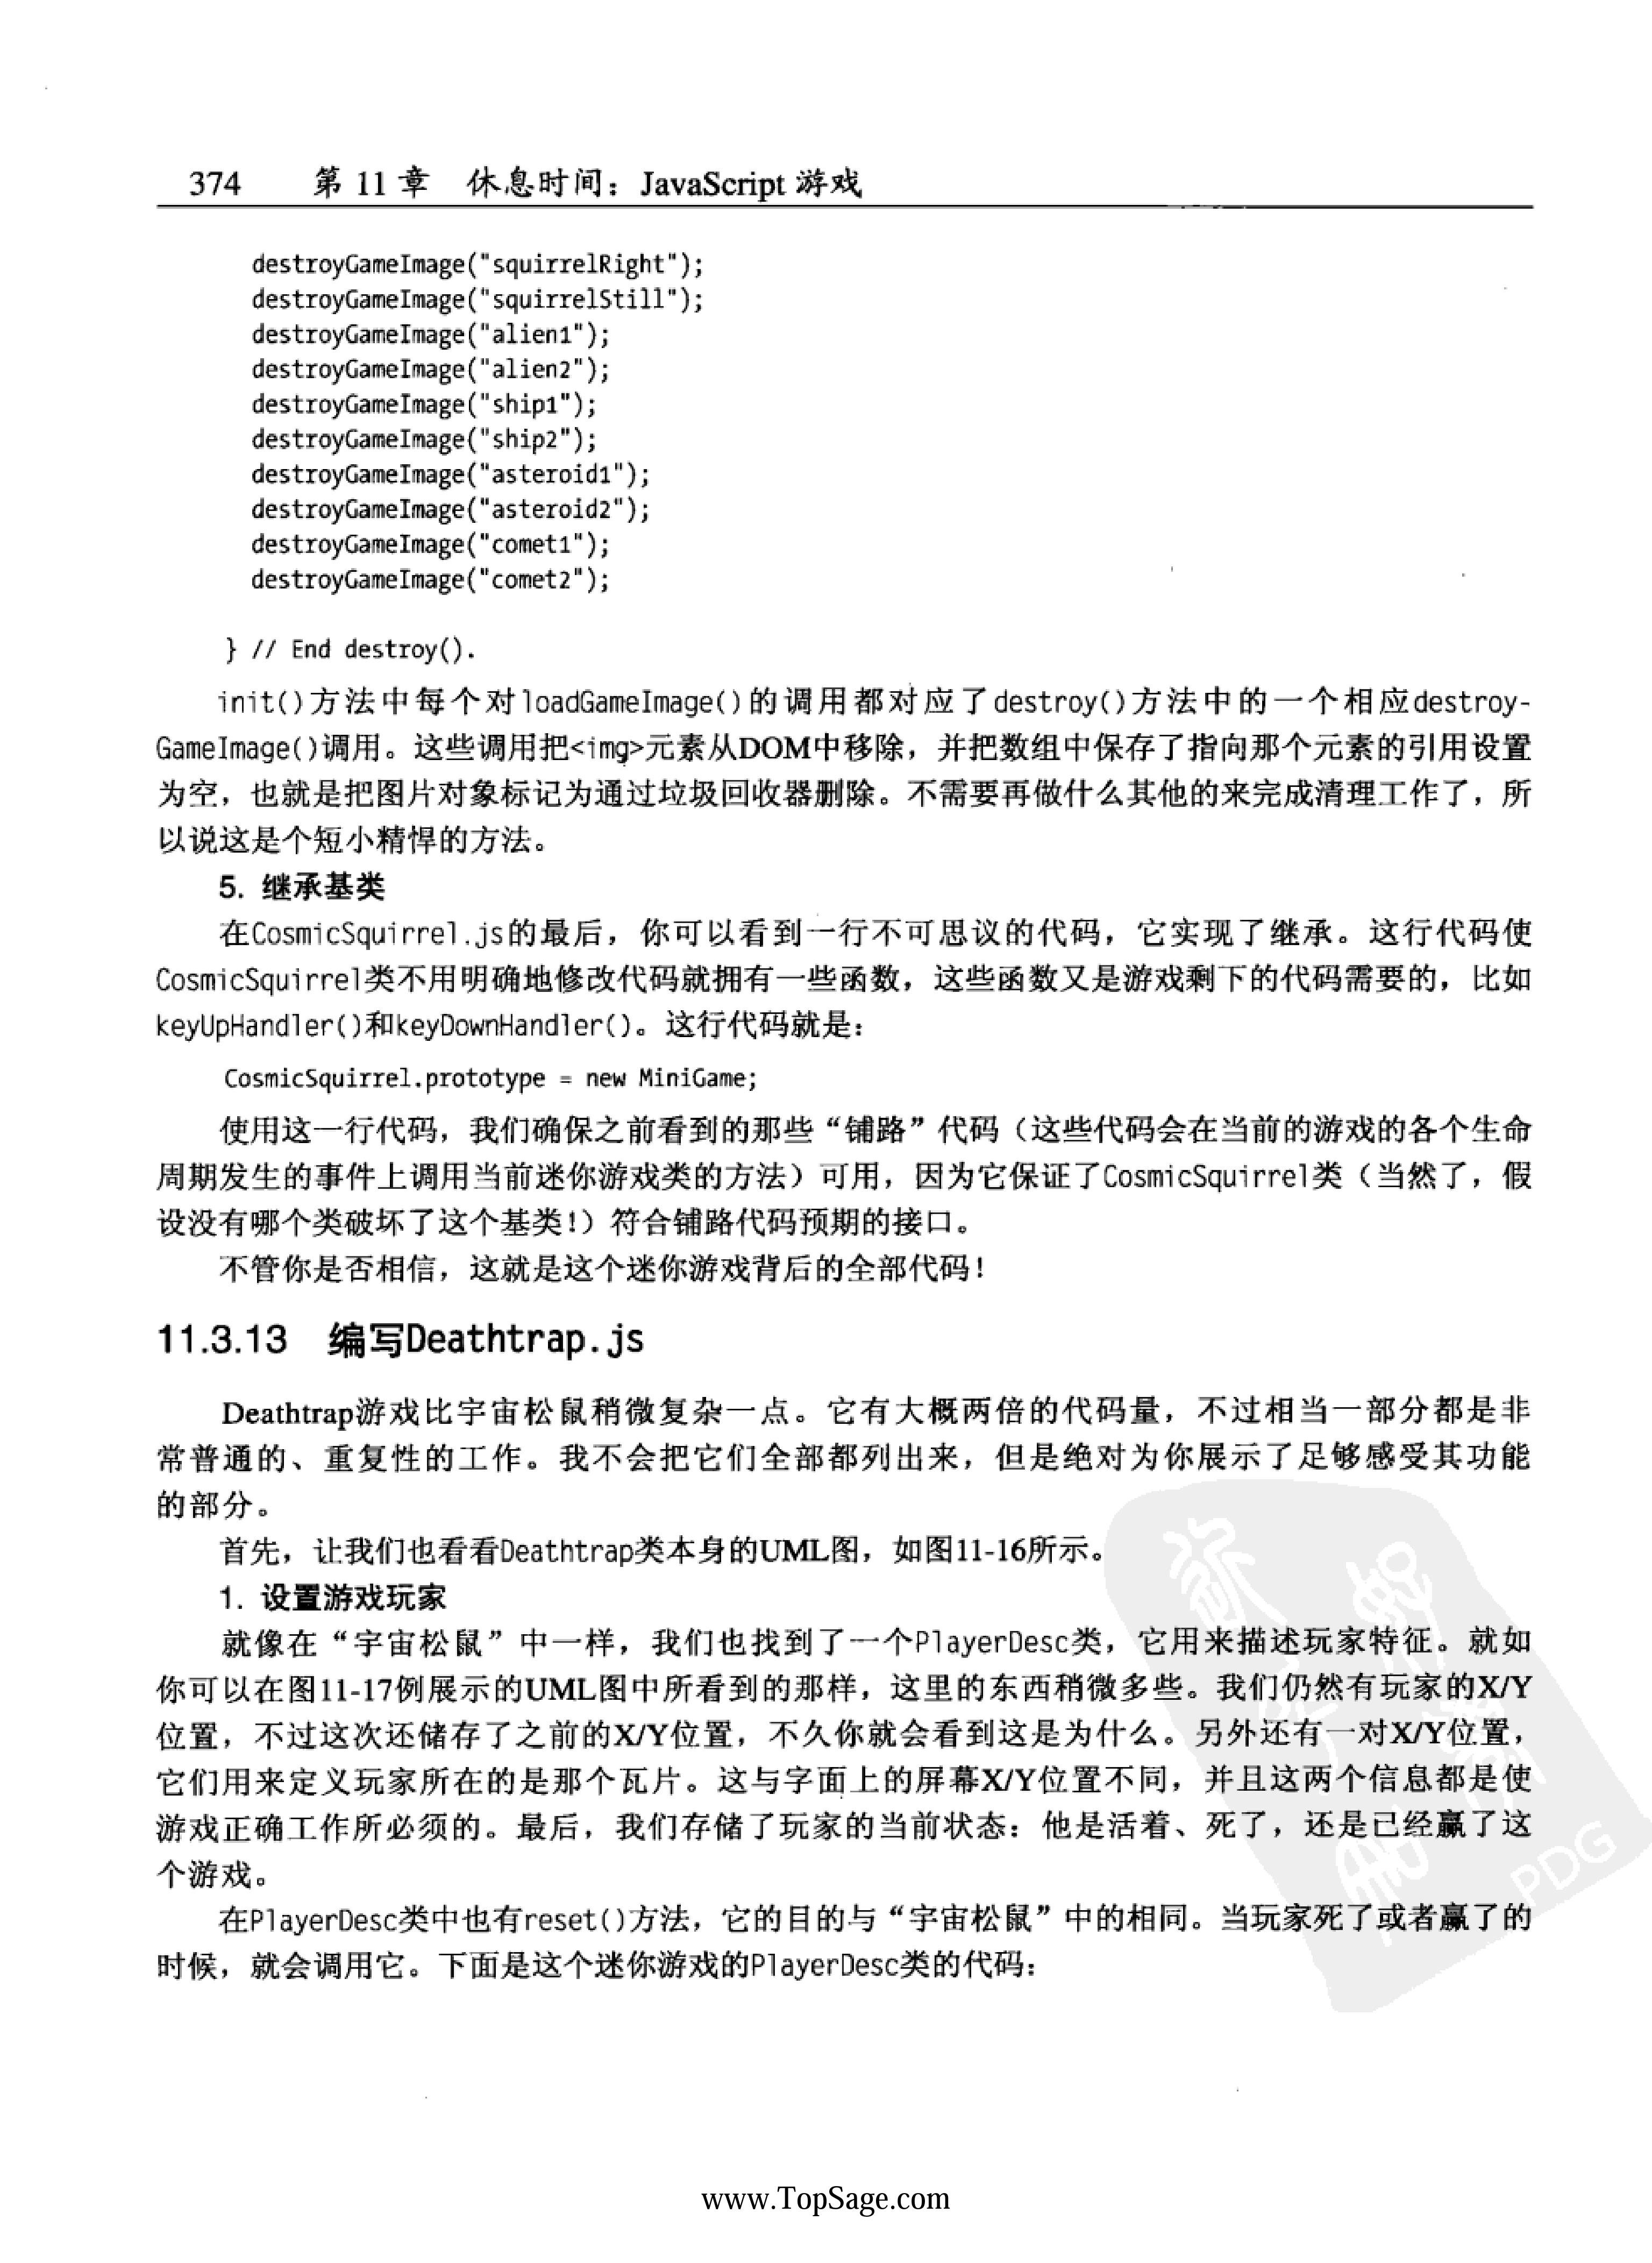 374 第 11 章 休息时间：JavaScript 游戏
destroyGameImage("squirrelRight");
destroyGameImage("squirrelStill");
destroyGameImage("alien1");
destroyGameImage("alien2");
destroyGameImage("ship1");
destroyGameImage("ship2");
destroyGameImage("asteroid1");
destroyGameImage("asteroid2");
destroyGameImage("comet1");
destroyGameImage("comet2");
} // End destroy().
init()方法中每个对loadGameImage()的调用都对应了destroy()方法中的一个相应destroy-
GameImage()调用。这些调用把<img>元素从DOM中移除，并把数组中保存了指向那个元素的引用设置
为空，也就是把图片对象标记为通过垃圾回收器删除。不需要再做什么其他的来完成清理工作了，所
以说这是个短小精悍的方法。
5. 继承基类
在CosmicSquirrel.js的最后，你可以看到一行不可思议的代码，它实现了继承。这行代码使
CosmicSquirrel类不用明确地修改代码就拥有一些函数，这些函数又是游戏剩下的代码需要的，比如
keyUpHandler()和keyDownHandler()。这行代码就是：
CosmicSquirrel.prototype = new MiniGame;
使用这一行代码，我们确保之前看到的那些“铺路”代码（这些代码会在当前的游戏的各个生命
周期发生的事件上调用当前迷你游戏类的方法）可用，因为它保证了CosmicSquirrel类（当然了，假
设没有哪个类破坏了这个基类！）符合铺路代码预期的接口。
不管你是否相信，这就是这个迷你游戏背后的全部代码！
11.3.13 编写Deathtrap.js
Deathtrap游戏比宇宙松鼠稍微复杂一点。它有大概两倍的代码量，不过相当一部分都是非
常普通的、重复性的工作。我不会把它们全部都列出来，但是绝对为你展示了足够感受其功能
的部分。
首先，让我们也看看Deathtrap类本身的UML图，如图11-16所示。
1. 设置游戏玩家
就像在“宇宙松鼠”中一样，我们也找到了一个PlayerDesc类，它用来描述玩家特征。就如
你可以在图11-17例展示的UML图中所看到的那样，这里的东西稍微多些。我们仍然有玩家的X/Y
位置，不过这次还储存了之前的X/Y位置，不久你就会看到这是为什么。另外还有一对X/Y位置，
它们用来定义玩家所在的是那个瓦片。这与字面上的屏幕X/Y位置不同，并且这两个信息都是使
游戏正确工作所必须的。最后，我们存储了玩家的当前状态：他是活着、死了，还是已经赢了这
个游戏。
在PlayerDesc类中也有reset()方法，它的目的与“宇宙松鼠”中的相同。当玩家死了或者赢了的
时候，就会调用它。下面是这个迷你游戏的PlayerDesc类的代码：
PDG
www.TopSage.com